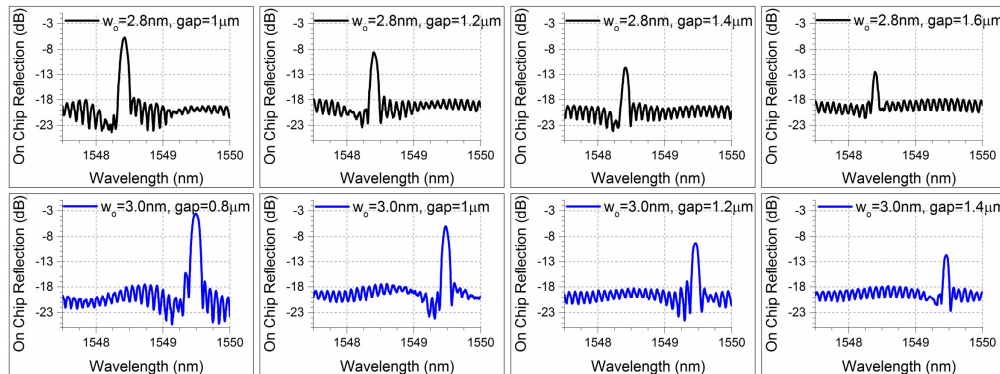 On Chip Reflection (dB)
-3
-8
-13
-18
-23
wₒ=2.8nm, gap=1μm
1548
1549
1550
Wavelength (nm)
On Chip Reflection (dB)
-3
-8
-13
-18
-23
wₒ=2.8nm, gap=1.2μm
1548
1549
1550
Wavelength (nm)
On Chip Reflection (dB)
-3
-8
-13
-18
-23
wₒ=2.8nm, gap=1.4μm
1548
1549
1550
Wavelength (nm)
On Chip Reflection (dB)
-3
-8
-13
-18
-23
wₒ=2.8nm, gap=1.6μm
1548
1549
1550
Wavelength (nm)
On Chip Reflection (dB)
-3
-8
-13
-18
-23
wₒ=3.0nm, gap=0.8μm
1548
1549
1550
Wavelength (nm)
On Chip Reflection (dB)
-3
-8
-13
-18
-23
wₒ=3.0nm, gap=1μm
1548
1549
1550
Wavelength (nm)
On Chip Reflection (dB)
-3
-8
-13
-18
-23
wₒ=3.0nm, gap=1.2μm
1548
1549
1550
Wavelength (nm)
On Chip Reflection (dB)
-3
-8
-13
-18
-23
wₒ=3.0nm, gap=1.4μm
1548
1549
1550
Wavelength (nm)